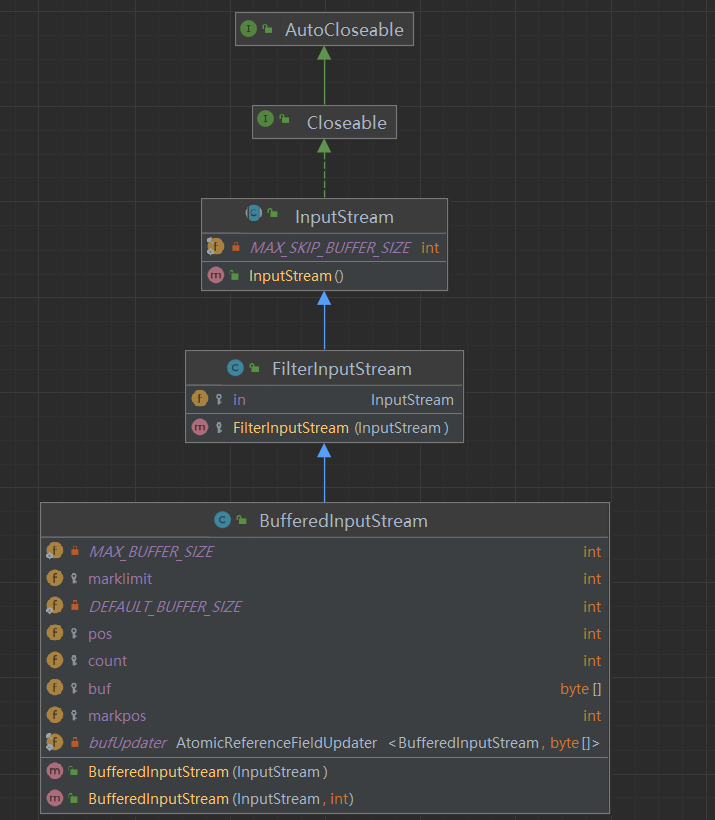 AutoCloseable
Closeable
InputStream
MAX_SKIP_BUFFER_SIZE int
InputStream()
FilterInputStream
in InputStream
FilterInputStream (InputStream)
BufferedInputStream
MAX_BUFFER_SIZE int
marklimit int
DEFAULT_BUFFER_SIZE int
pos int
count int
buf byte[]
markpos int
bufUpdater AtomicReferenceFieldUpdater <BufferedInputStream, byte[]>
BufferedInputStream(InputStream)
BufferedInputStream(InputStream, int)